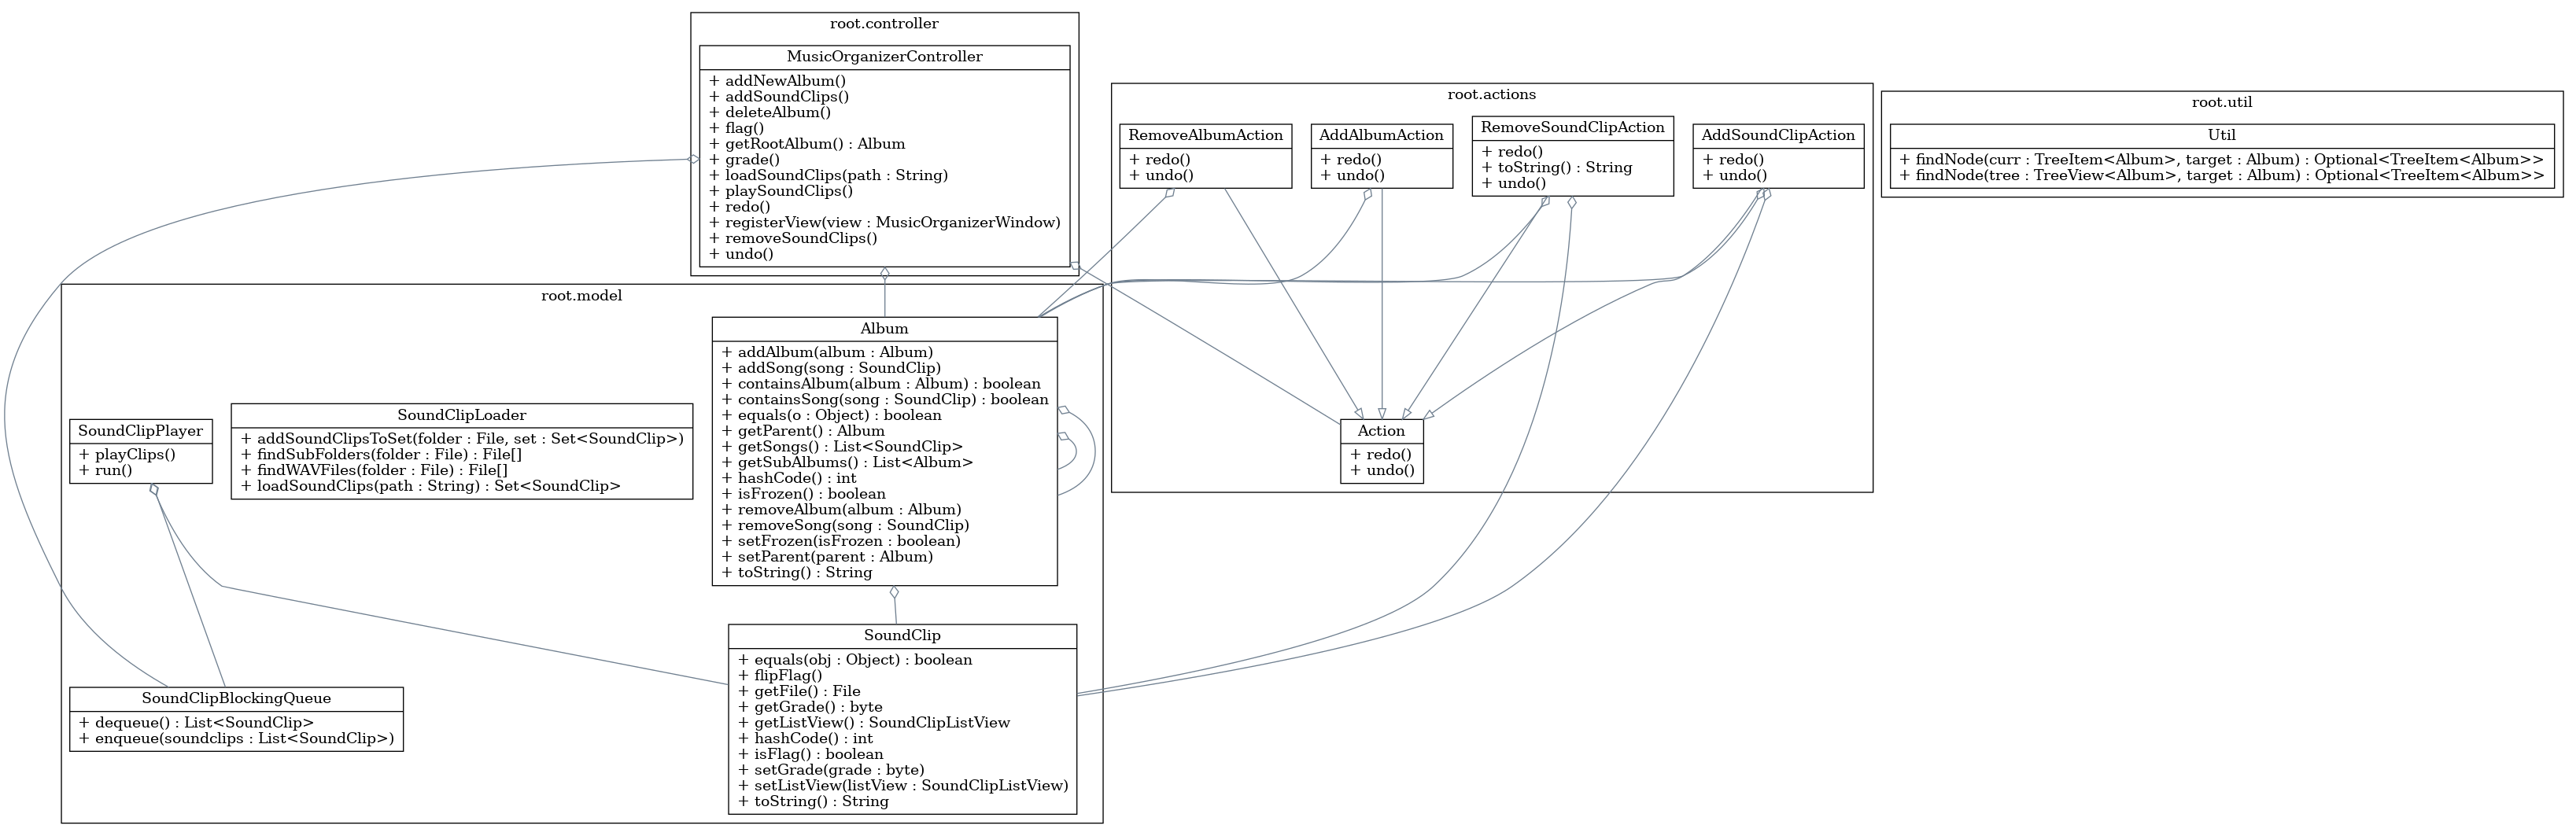 root.controller
MusicOrganizerController
+ addNewAlbum()
+ addSoundClips()
+ deleteAlbum()
+ flag()
+ getRootAlbum() : Album
+ grade()
+ loadSoundClips(path : String)
+ playSoundClips()
+ redo()
+ registerView(view : MusicOrganizerWindow)
+ removeSoundClips()
+ undo()
root.actions
RemoveAlbumAction
+ redo()
+ undo()
AddAlbumAction
+ redo()
+ undo()
RemoveSoundClipAction
+ redo()
+ toString() : String
+ undo()
AddSoundClipAction
+ redo()
+ undo()
Action
+ redo()
+ undo()
root.util
Util
+ findNode(curr : TreeItem<Album>, target : Album) : Optional<TreeItem<Album>>
+ findNode(tree : TreeView<Album>, target : Album) : Optional<TreeItem<Album>>
root.model
SoundClipPlayer
+ playClips()
+ run()
SoundClipLoader
+ addSoundClipsToSet(folder : File, set : Set<SoundClip>)
+ findSubFolders(folder : File) : File[]
+ findWAVFiles(folder : File) : File[]
+ loadSoundClips(path : String) : Set<SoundClip>
Album
+ addAlbum(album : Album)
+ addSong(song : SoundClip)
+ containsAlbum(album : Album) : boolean
+ containsSong(song : SoundClip) : boolean
+ equals(o : Object) : boolean
+ getParent() : Album
+ getSongs() : List<SoundClip>
+ getSubAlbums() : List<Album>
+ hashCode() : int
+ isFrozen() : boolean
+ removeAlbum(album : Album)
+ removeSong(song : SoundClip)
+ setFrozen(isFrozen : boolean)
+ setParent(parent : Album)
+ toString() : String
SoundClipBlockingQueue
+ dequeue() : List<SoundClip>
+ enqueue(soundclips : List<SoundClip>)
SoundClip
+ equals(obj : Object) : boolean
+ flipFlag()
+ getFile() : File
+ getGrade() : byte
+ getListView() : SoundClipListView
+ hashCode() : int
+ isFlag() : boolean
+ setGrade(grade : byte)
+ setListView(listView : SoundClipListView)
+ toString() : String